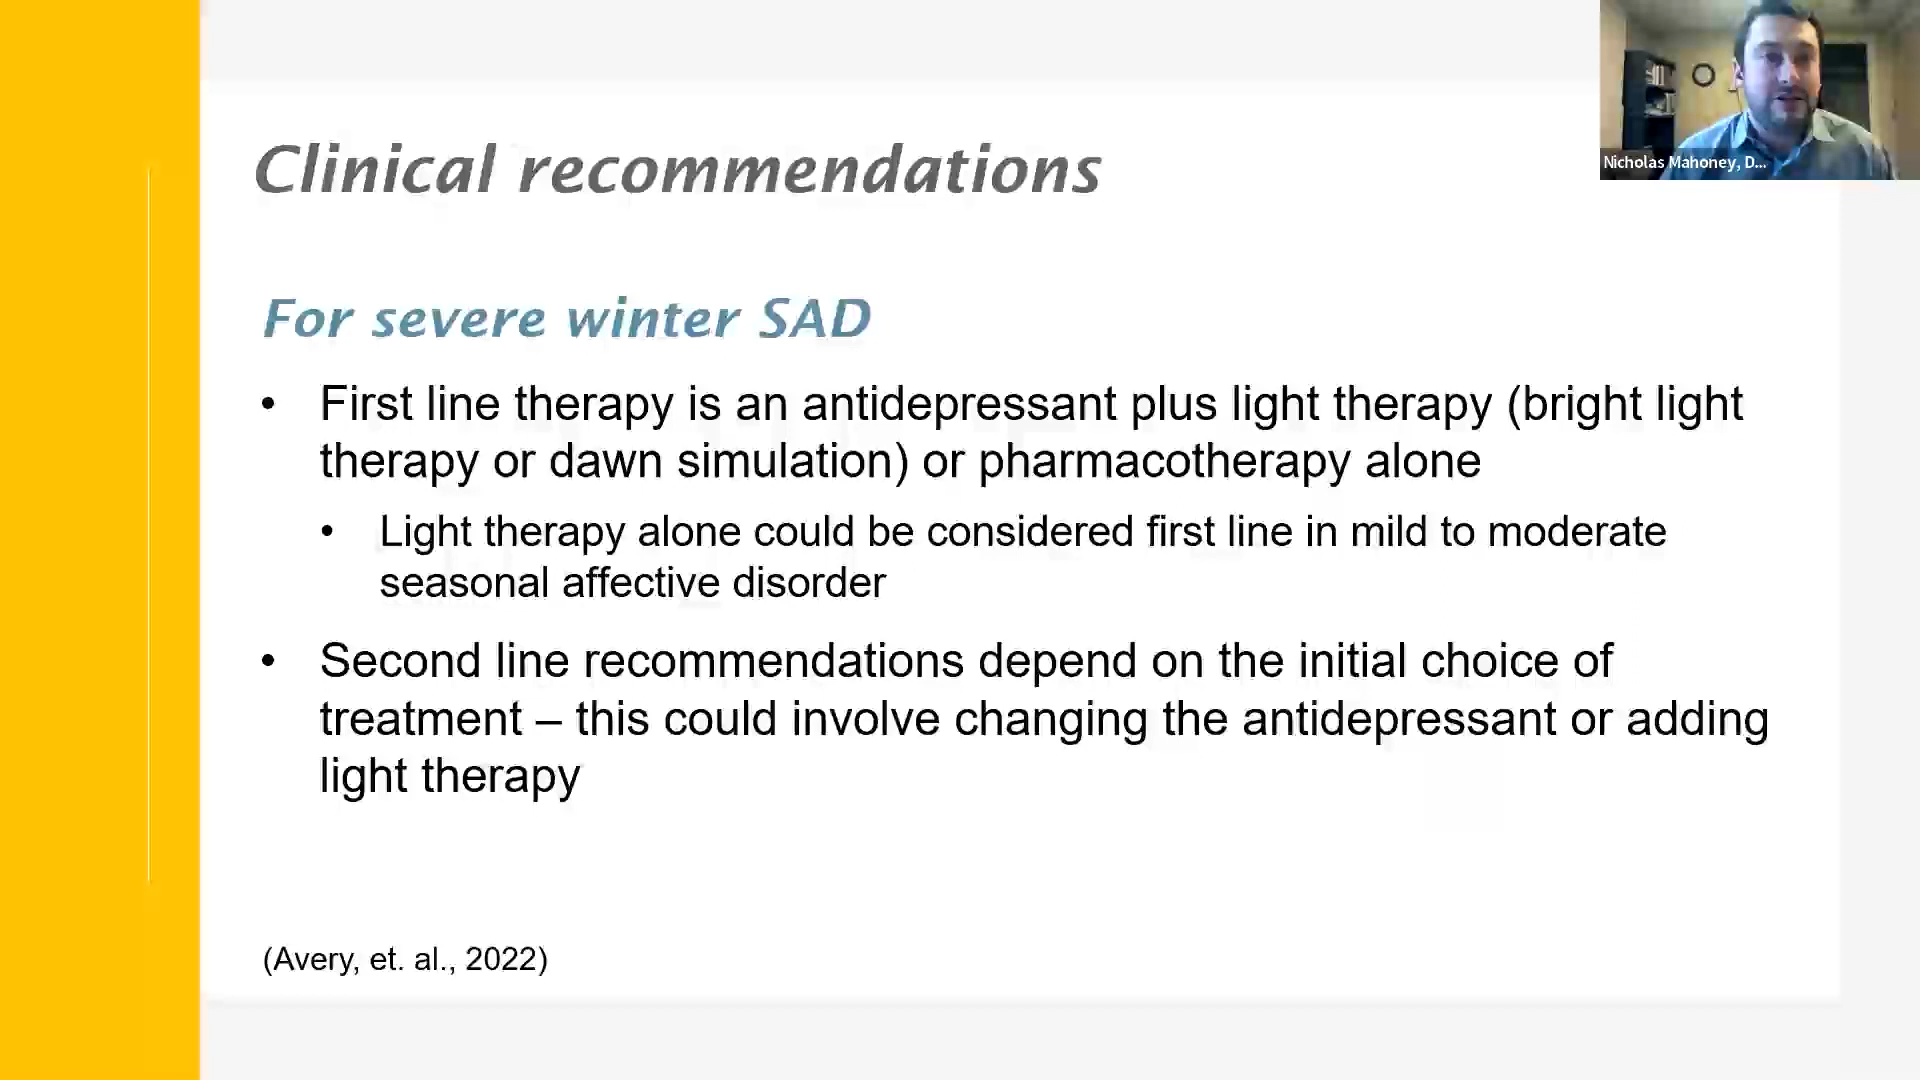 Clinical recommendations
Nicholas Mahoney, D...
For severe winter SAD
• First line therapy is an antidepressant plus light therapy (bright light
therapy or dawn simulation) or pharmacotherapy alone
• Light therapy alone could be considered first line in mild to moderate
seasonal affective disorder
• Second line recommendations depend on the initial choice of
treatment – this could involve changing the antidepressant or adding
light therapy
(Avery, et. al., 2022)